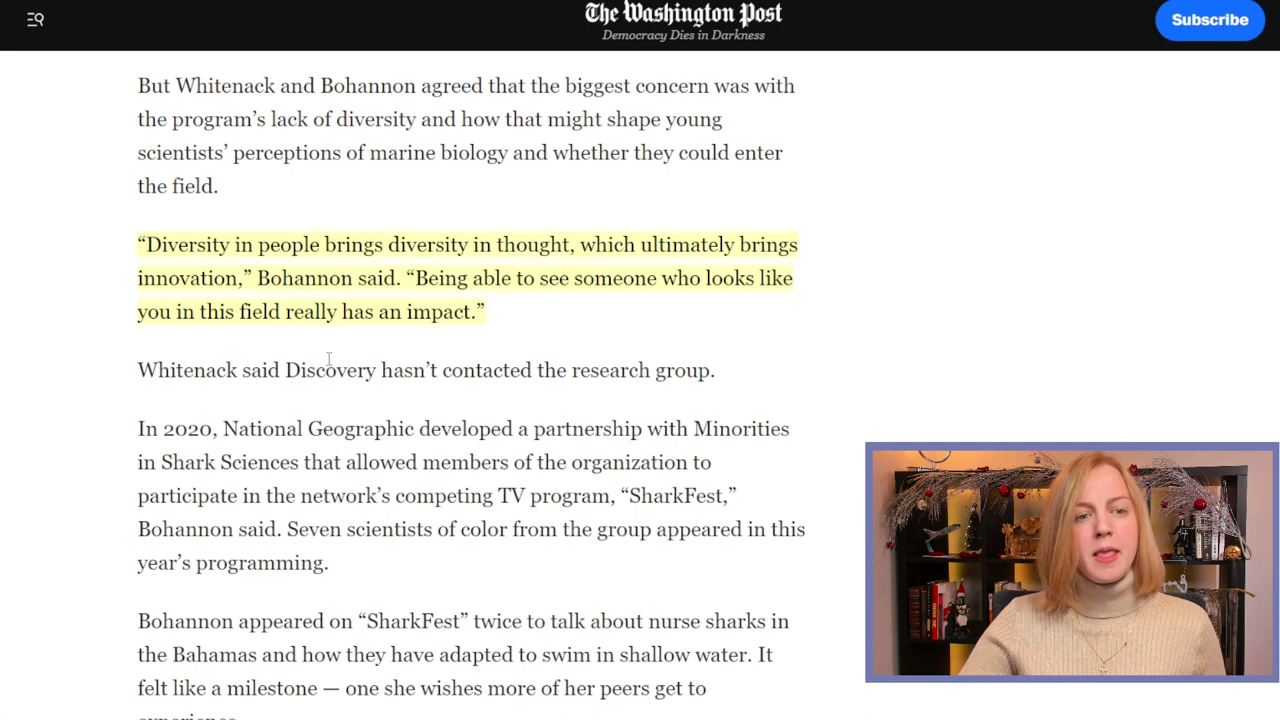 The Washington Post
Democracy Dies in Darkness
Subscribe
But Whitenack and Bohannon agreed that the biggest concern was with
the program’s lack of diversity and how that might shape young
scientists’ perceptions of marine biology and whether they could enter
the field.
“Diversity in people brings diversity in thought, which ultimately brings
innovation,” Bohannon said. “Being able to see someone who looks like
you in this field really has an impact.”
Whitenack said Discovery hasn’t contacted the research group.
In 2020, National Geographic developed a partnership with Minorities
in Shark Sciences that allowed members of the organization to
participate in the network’s competing TV program, “SharkFest,”
Bohannon said. Seven scientists of color from the group appeared in this
year’s programming.
Bohannon appeared on “SharkFest” twice to talk about nurse sharks in
the Bahamas and how they have adapted to swim in shallow water. It
felt like a milestone — one she wishes more of her peers get to
experience.